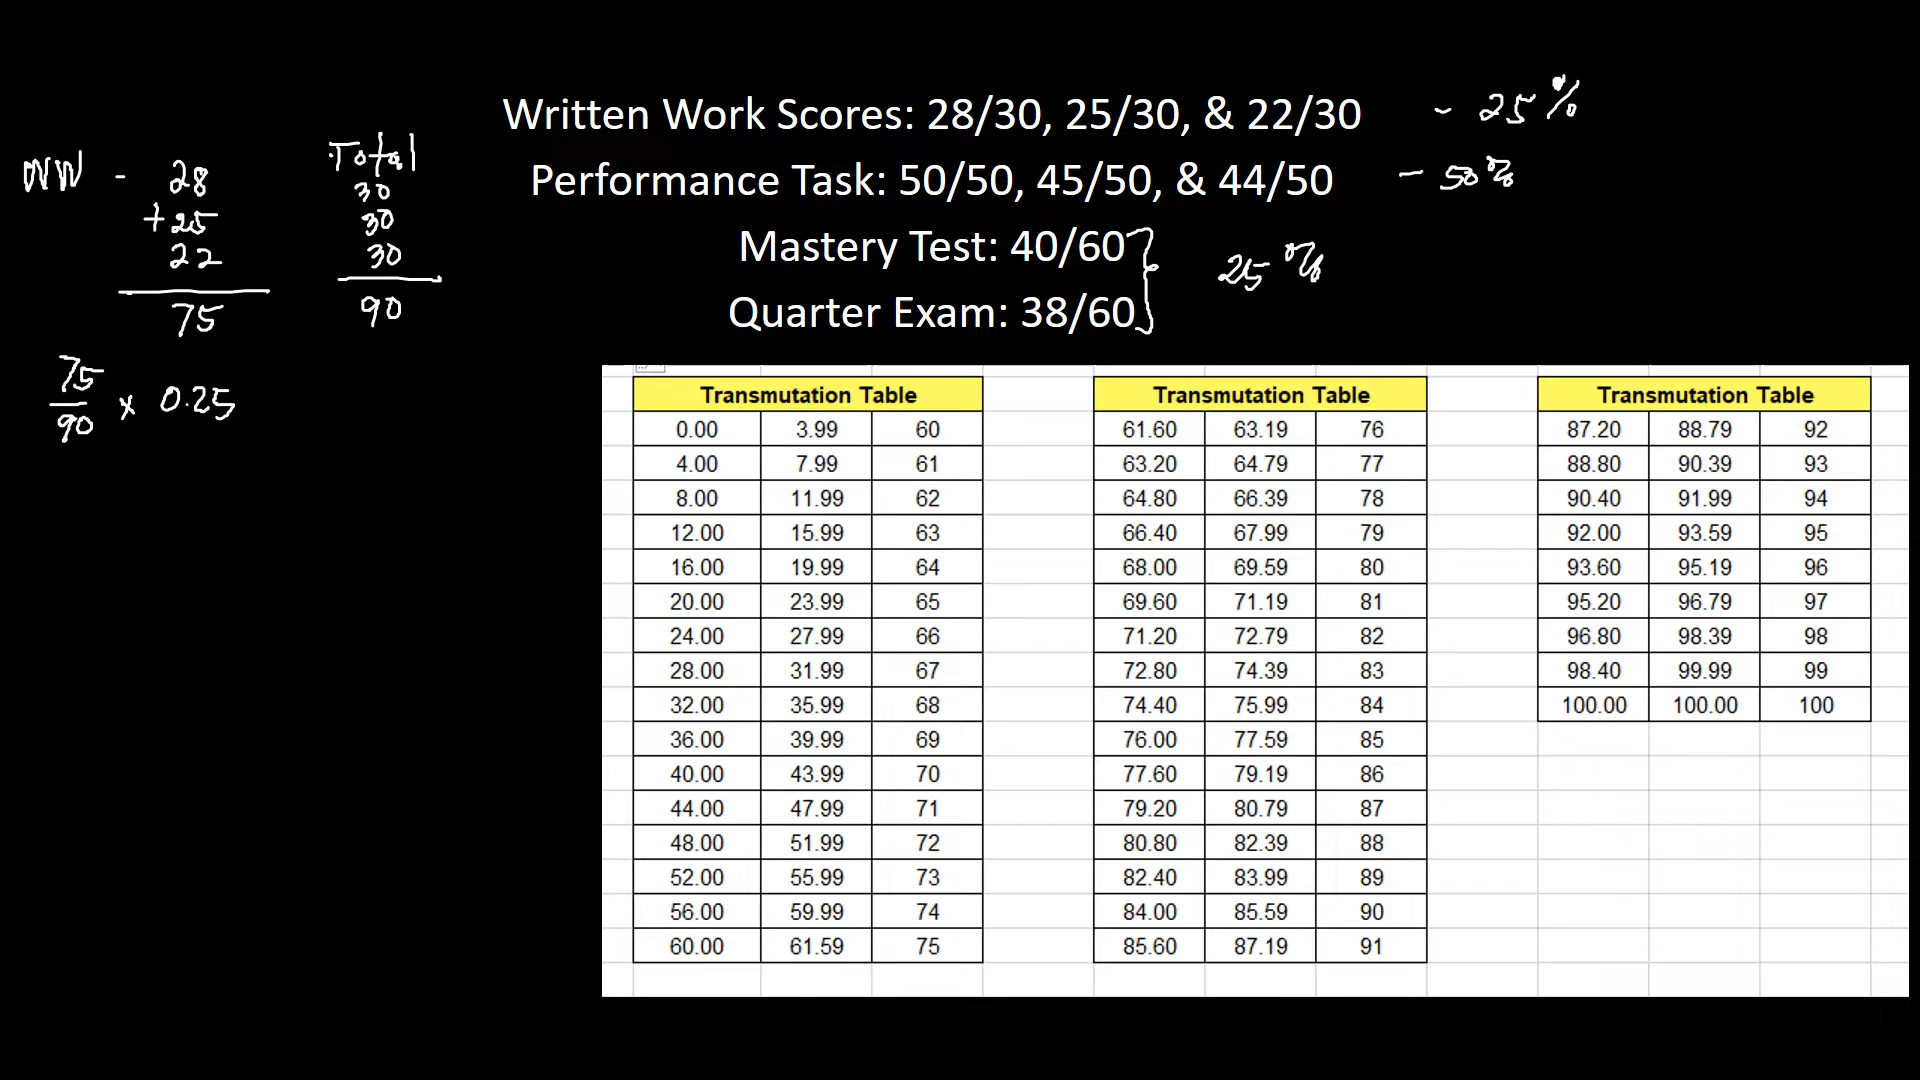 Written Work Scores: 28/30, 25/30, & 22/30 - 25%
Performance Task: 50/50, 45/50, & 44/50 - 50%
Mastery Test: 40/60
Quarter Exam: 38/60
25%
WW - 28
+25
22
75
Total
30
30
30
90
75
90
x 0.25
Transmutation Table
0.00 3.99 60
4.00 7.99 61
8.00 11.99 62
12.00 15.99 63
16.00 19.99 64
20.00 23.99 65
24.00 27.99 66
28.00 31.99 67
32.00 35.99 68
36.00 39.99 69
40.00 43.99 70
44.00 47.99 71
48.00 51.99 72
52.00 55.99 73
56.00 59.99 74
60.00 61.59 75
Transmutation Table
61.60 63.19 76
63.20 64.79 77
64.80 66.39 78
66.40 67.99 79
68.00 69.59 80
69.60 71.19 81
71.20 72.79 82
72.80 74.39 83
74.40 75.99 84
76.00 77.59 85
77.60 79.19 86
79.20 80.79 87
80.80 82.39 88
82.40 83.99 89
84.00 85.59 90
85.60 87.19 91
Transmutation Table
87.20 88.79 92
88.80 90.39 93
90.40 91.99 94
92.00 93.59 95
93.60 95.19 96
95.20 96.79 97
96.80 98.39 98
98.40 99.99 99
100.00 100.00 100